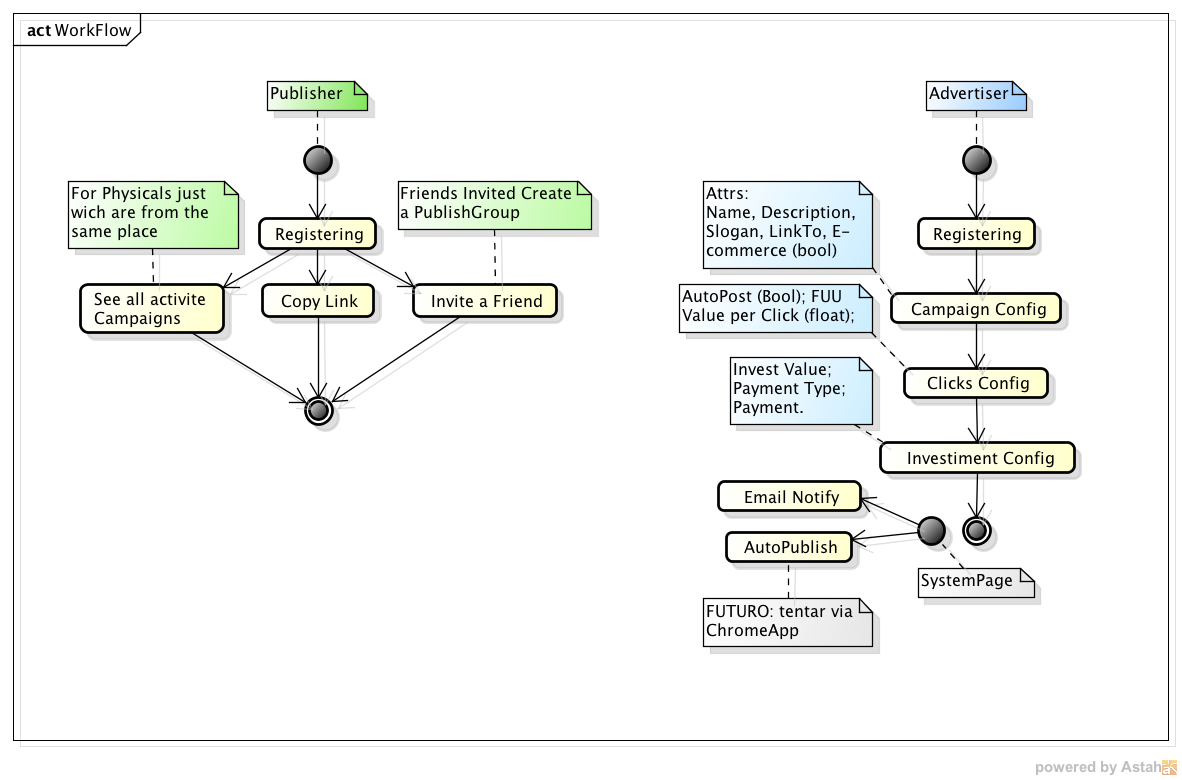 act WorkFlow
Publisher
For Physicals just
wich are from the
same place
Friends Invited Create
a PublishGroup
Registering
See all activite
Campaigns
Copy Link
Invite a Friend
Advertiser
Attrs:
Name, Description,
Slogan, LinkTo, E-
commerce (bool)
Registering
AutoPost (Bool); FUU
Value per Click (float);
Campaign Config
Invest Value;
Payment Type;
Payment.
Clicks Config
Investiment Config
Email Notify
AutoPublish
SystemPage
FUTURO: tentar via
ChromeApp
powered by Astah